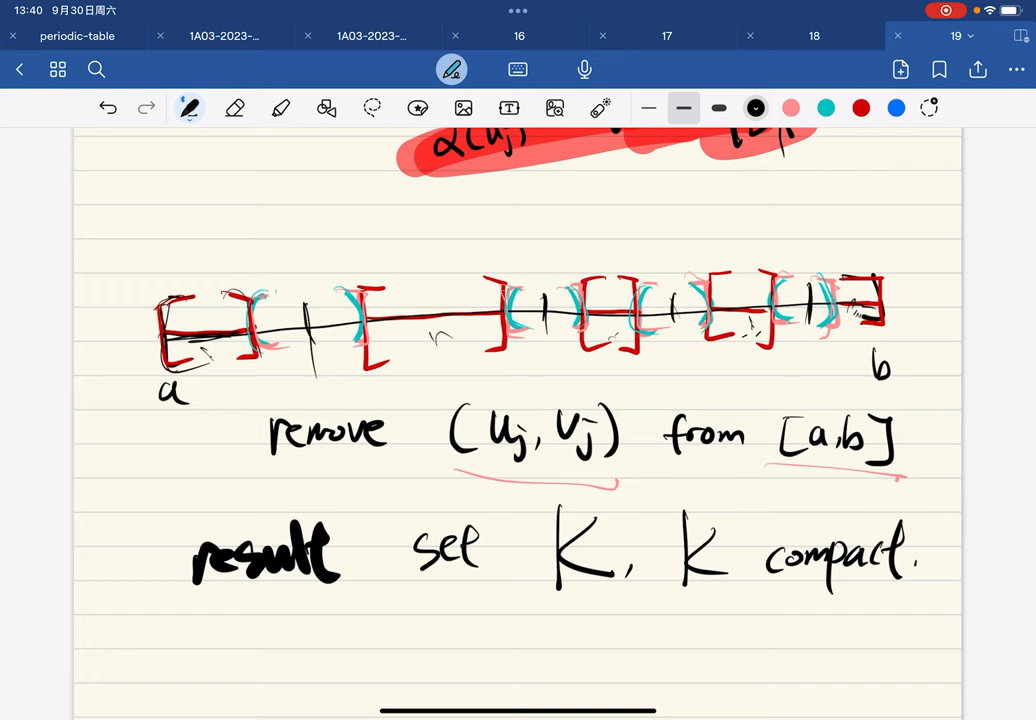 13:40 9月30日周六
periodic-table 1A03-2023-... 1A03-2023-... 16 17 18 19
α(uj)
a b
remove (uj, vj) from [a,b]
result set K, K compact.